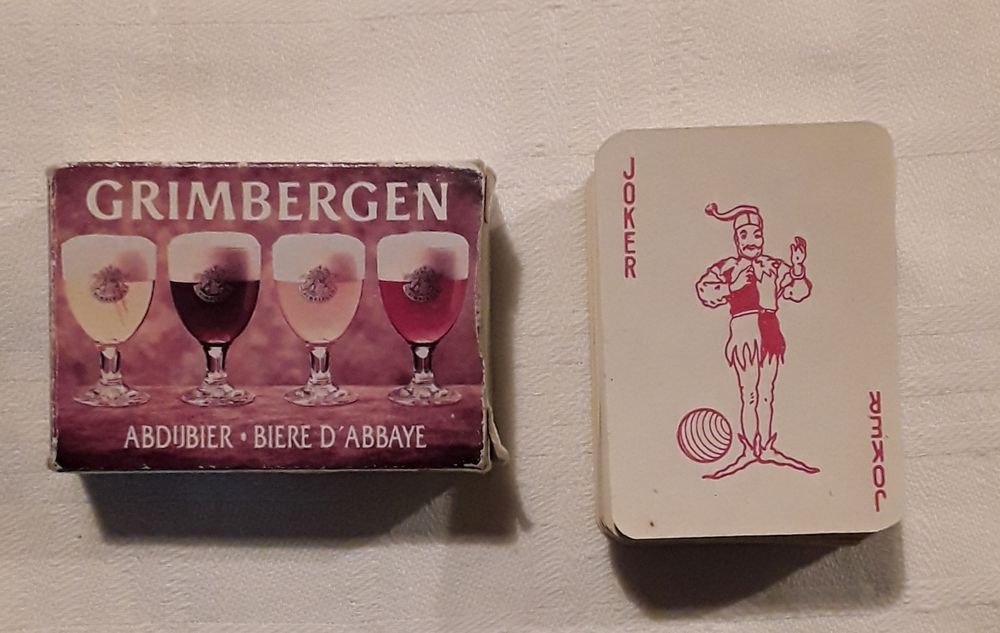 GRIMBERGEN
ABDIJBIER • BIERE D'ABBAYE
JOKER
JOKER